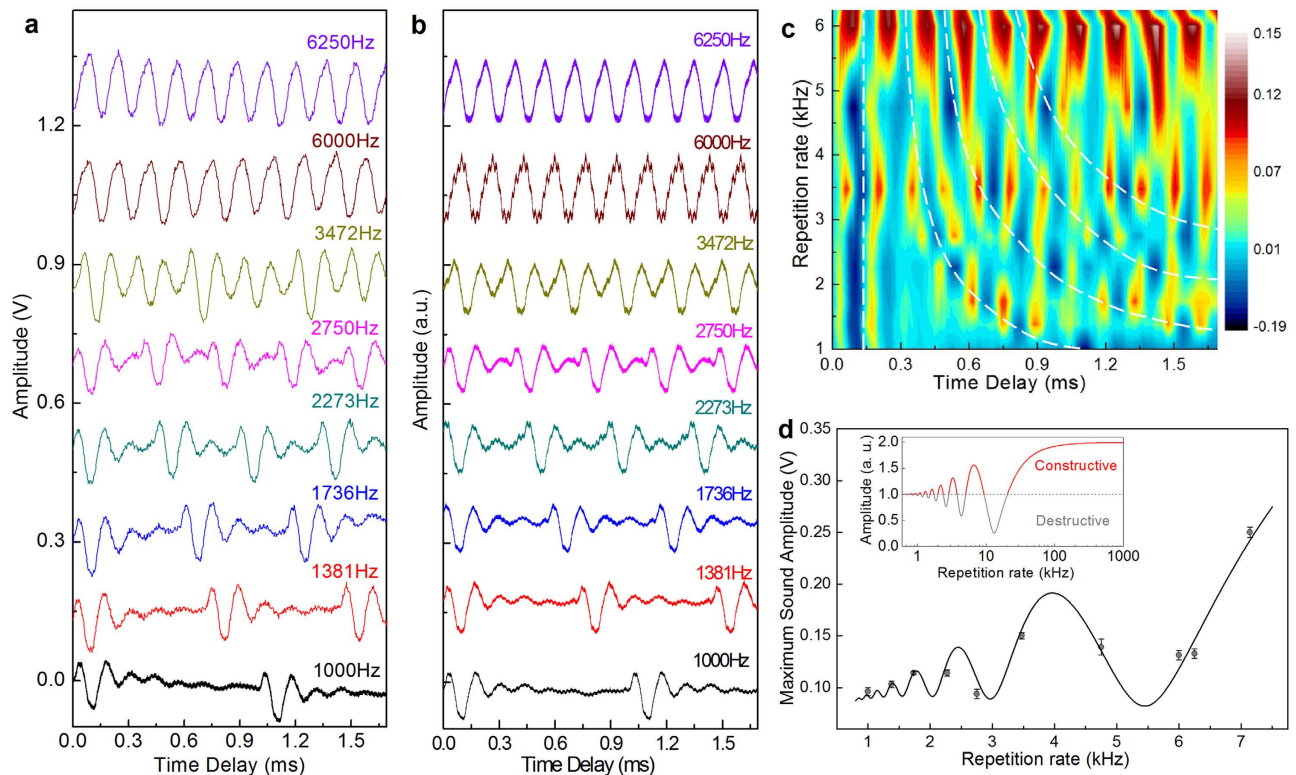 a
6250Hz
6000Hz
3472Hz
2750Hz
2273Hz
1736Hz
1381Hz
1000Hz
1.2
0.9
0.6
0.3
0.0
Amplitude (V)
0.0 0.3 0.6 0.9 1.2 1.5
Time Delay (ms)
b
6250Hz
6000Hz
3472Hz
2750Hz
2273Hz
1736Hz
1381Hz
1000Hz
Amplitude (a.u.)
0.0 0.3 0.6 0.9 1.2 1.5
Time Delay (ms)
c
6
5
4
3
2
1
Repetition rate (kHz)
0.0 0.3 0.6 0.9 1.2 1.5
Time Delay (ms)
0.15
0.12
0.07
0.01
-0.04
-0.19
d
0.35
0.30
0.25
0.20
0.15
0.10
Maximum Sound Amplitude (V)
1 2 3 4 5 6 7
Repetition rate (kHz)
2.0
1.5
1.0
0.5
0.0
Amplitude (a. u.)
Constructive
Destructive
1 10 100 1000
Repetition rate (kHz)